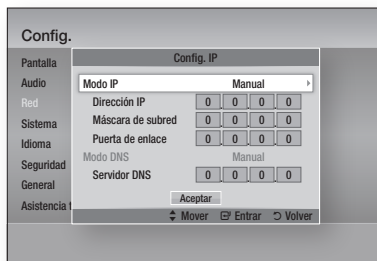 Config.
Pantalla
Audio
Red
Sistema
Idioma
Seguridad
General
Asistencia t
Config. IP
Modo IP Manual
Dirección IP 0 . 0 . 0 . 0
Máscara de subred 0 . 0 . 0 . 0
Puerta de enlace 0 . 0 . 0 . 0
Modo DNS Manual
Servidor DNS 0 . 0 . 0 . 0
Aceptar
Mover Entrar Volver